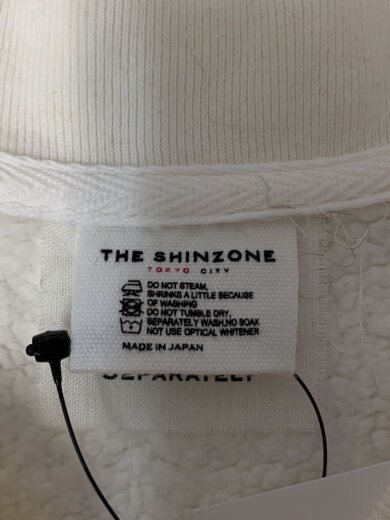 THE SHINZONE
TOKYO CITY
DO NOT STEAM,
SHRINKS A LITTLE BECAUSE
OF WASHING
DO NOT TUMBLE DRY,
SEPARATELY WASH,NO SOAK
NOT USE OPTICAL WHITENER
MADE IN JAPAN
SEPARATELY